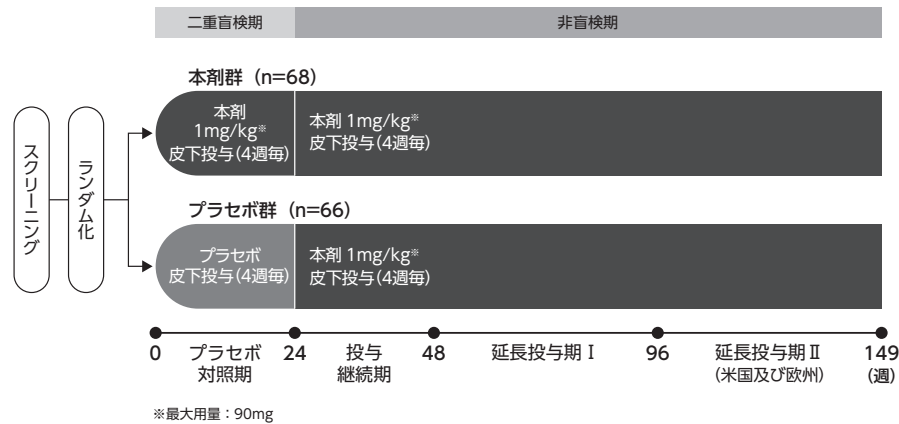 二重盲検期
非盲検期
本剤群（n=68）
本剤
1mg/kg※
皮下投与（4週毎）
本剤 1mg/kg※
皮下投与（4週毎）
スクリーニング
ランダム化
プラセボ群（n=66）
プラセボ
皮下投与（4週毎）
本剤 1mg/kg※
皮下投与（4週毎）
0 プラセボ 24 投与 48 延長投与期Ⅰ 96 延長投与期Ⅱ 149
対照期 継続期 （米国及び欧州） （週）
※最大用量：90mg